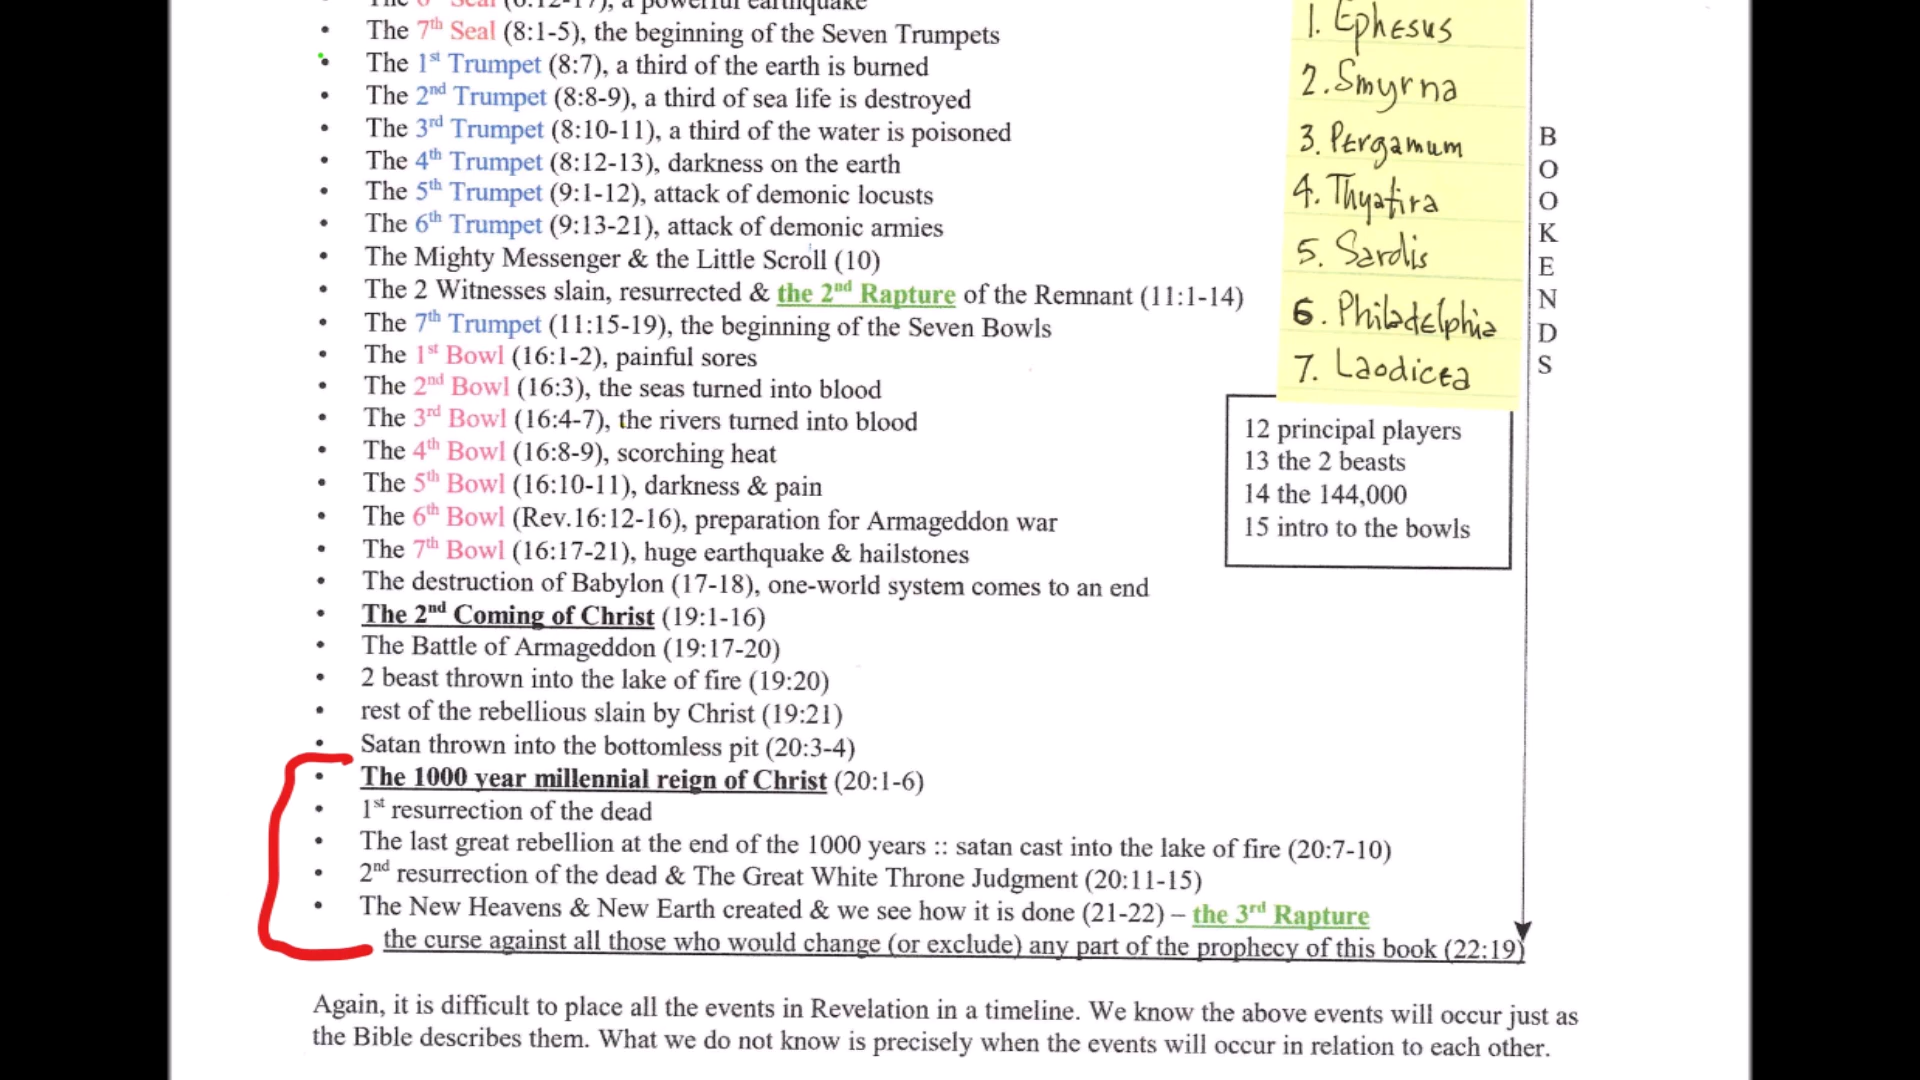 The 6th Seal (6:12-17), a powerful earthquake
• The 7th Seal (8:1-5), the beginning of the Seven Trumpets
• The 1st Trumpet (8:7), a third of the earth is burned
• The 2nd Trumpet (8:8-9), a third of sea life is destroyed
• The 3rd Trumpet (8:10-11), a third of the water is poisoned
• The 4th Trumpet (8:12-13), darkness on the earth
• The 5th Trumpet (9:1-12), attack of demonic locusts
• The 6th Trumpet (9:13-21), attack of demonic armies
• The Mighty Messenger & the Little Scroll (10)
• The 2 Witnesses slain, resurrected & the 2nd Rapture of the Remnant (11:1-14)
• The 7th Trumpet (11:15-19), the beginning of the Seven Bowls
• The 1st Bowl (16:1-2), painful sores
• The 2nd Bowl (16:3), the seas turned into blood
• The 3rd Bowl (16:4-7), the rivers turned into blood
• The 4th Bowl (16:8-9), scorching heat
• The 5th Bowl (16:10-11), darkness & pain
• The 6th Bowl (Rev.16:12-16), preparation for Armageddon war
• The 7th Bowl (16:17-21), huge earthquake & hailstones
• The destruction of Babylon (17-18), one-world system comes to an end
• The 2nd Coming of Christ (19:1-16)
• The Battle of Armageddon (19:17-20)
• 2 beast thrown into the lake of fire (19:20)
• rest of the rebellious slain by Christ (19:21)
• Satan thrown into the bottomless pit (20:3-4)
• The 1000 year millennial reign of Christ (20:1-6)
• 1st resurrection of the dead
• The last great rebellion at the end of the 1000 years :: satan cast into the lake of fire (20:7-10)
• 2nd resurrection of the dead & The Great White Throne Judgment (20:11-15)
• The New Heavens & New Earth created & we see how it is done (21-22) – the 3rd Rapture
the curse against all those who would change (or exclude) any part of the prophecy of this book (22:19)
Again, it is difficult to place all the events in Revelation in a timeline. We know the above events will occur just as
the Bible describes them. What we do not know is precisely when the events will occur in relation to each other.
1. Ephesus
2. Smyrna
3. Pergamum
4. Thyatira
5. Sardis
6. Philadelphia
7. Laodicea
12 principal players
13 the 2 beasts
14 the 144,000
15 intro to the bowls
B
O
O
K
E
N
D
S